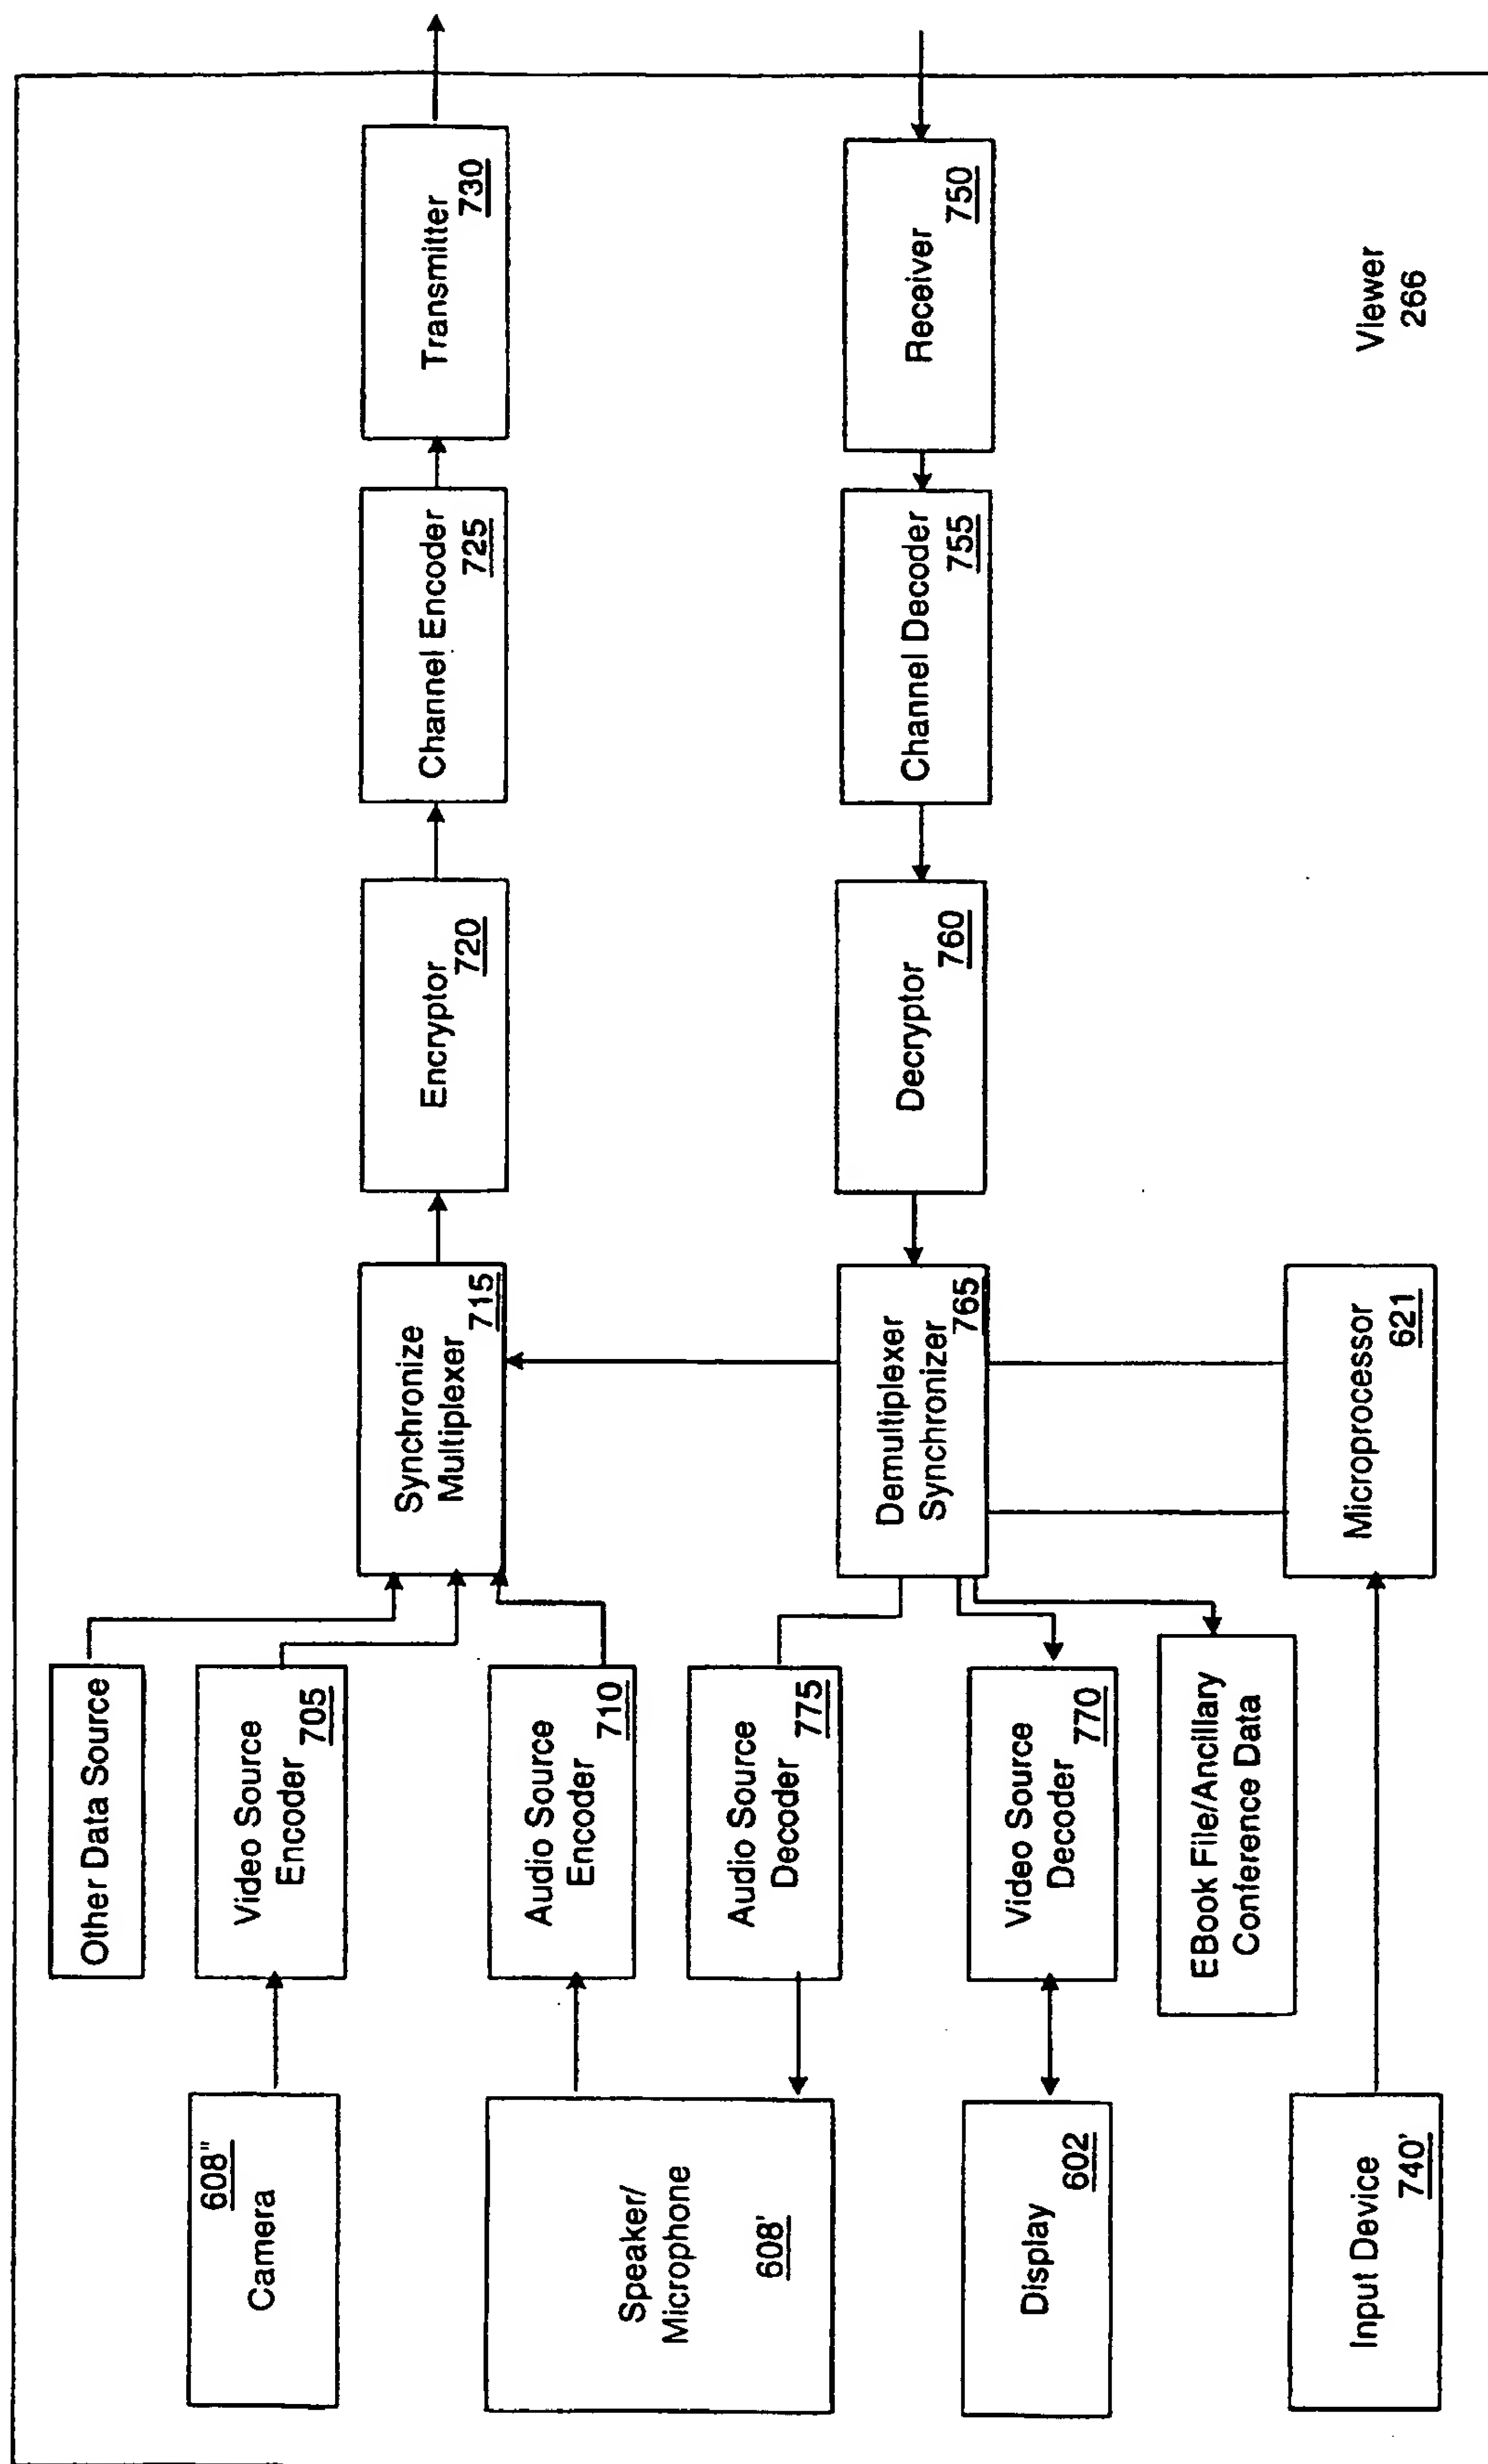 Other Data Source
Camera
608"
Video Source
Encoder
705
Synchronize
Multiplexer
715
Encryptor
720
Channel Encoder
725
Transmitter
730
Speaker/
Microphone
608'
Audio Source
Encoder
710
Audio Source
Decoder
775
Display
602
Video Source
Decoder
770
Demultiplexer
Synchronizer
765
Decryptor
760
Channel Decoder
755
Receiver
750
EBook File/Ancillary
Conference Data
Input Device
740'
Microprocessor
621
Viewer
266